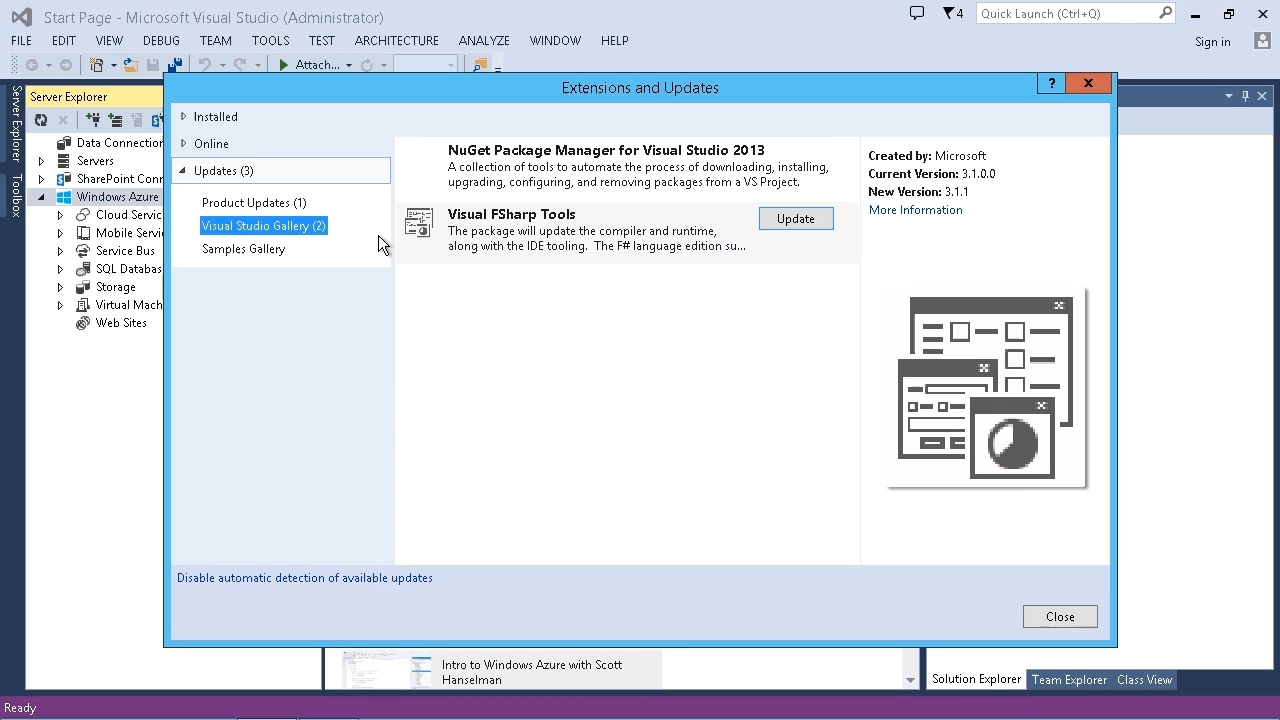 Start Page - Microsoft Visual Studio (Administrator)
4
Quick Launch (Ctrl+Q)
FILE EDIT VIEW DEBUG TEAM TOOLS TEST ARCHITECTURE ANALYZE WINDOW HELP
Sign in
Attach...
Extensions and Updates
?
Server Explorer
Toolbox
Server Explorer
Data Connection
Servers
SharePoint Conn
Windows Azure
Cloud Servic
Mobile Servi
Service Bus
SQL Databas
Storage
Virtual Mach
Web Sites
Installed
Online
Updates (3)
Product Updates (1)
Visual Studio Gallery (2)
Samples Gallery
NuGet Package Manager for Visual Studio 2013
A collection of tools to automate the process of downloading, installing,
upgrading, configuring, and removing packages from a VS Project.
Visual FSharp Tools
The package will update the compiler and runtime,
along with the IDE tooling. The F# language edition su...
Update
Created by: Microsoft
Current Version: 3.1.0.0
New Version: 3.1.1
More Information
Disable automatic detection of available updates
Close
Intro to Windows Azure with Scott
Hanselman
Solution Explorer Team Explorer Class View
Ready